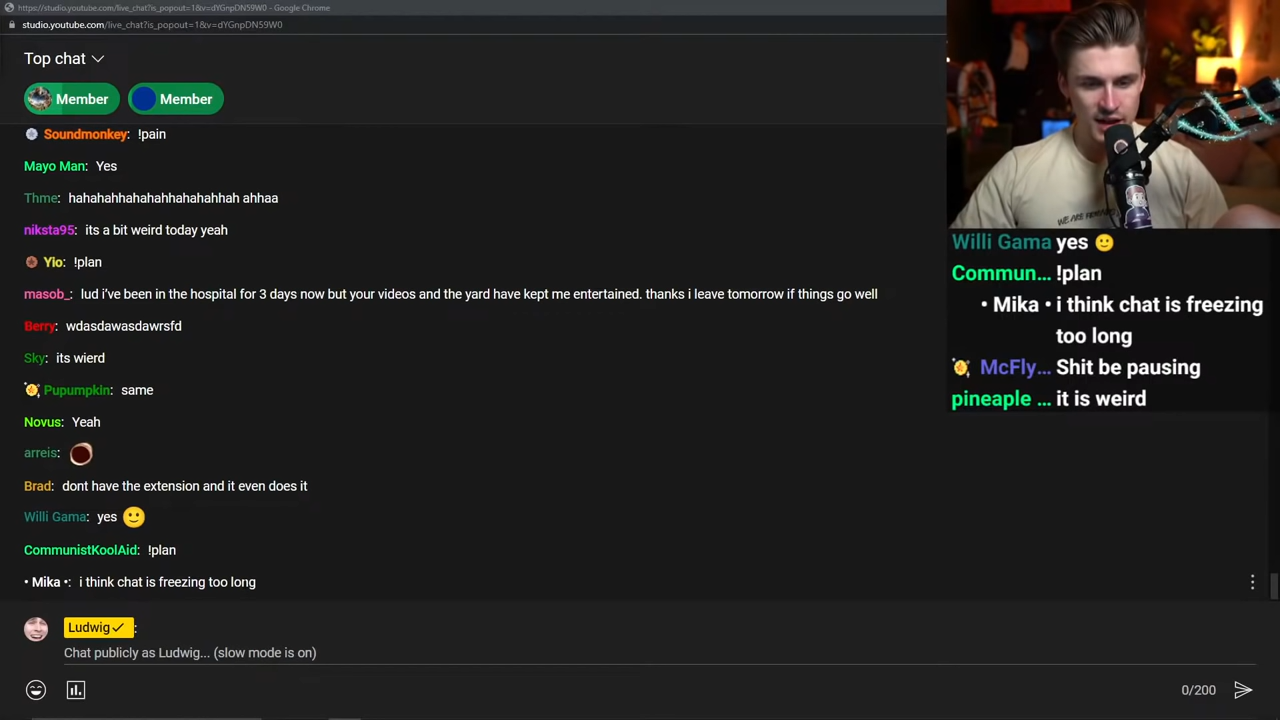 https://studio.youtube.com/live_chat?is_popout=1&v=dYGnpDN59W0 - Google Chrome
studio.youtube.com/live_chat?is_popout=1&v=dYGnpDN59W0
Top chat
Member Member
Soundmonkey: !pain
Mayo Man: Yes
Thme: hahahahhahahahhahahahhah ahhaa
niksta95: its a bit weird today yeah
Yio: !plan
masob_: lud i've been in the hospital for 3 days now but your videos and the yard have kept me entertained. thanks i leave tomorrow if things go well
Berry: wdasdawasdawrsfd
Sky: its wierd
Pupumpkin: same
Novus: Yeah
arreis:
Brad: dont have the extension and it even does it
Willi Gama: yes 🙂
CommunistKoolAid: !plan
• Mika •: i think chat is freezing too long
Ludwig✓:
Chat publicly as Ludwig... (slow mode is on)
0/200
WE ARE
Willi Gama yes 🙂
Commun... !plan
• Mika • i think chat is freezing
too long
McFly... Shit be pausing
pineaple ... it is weird